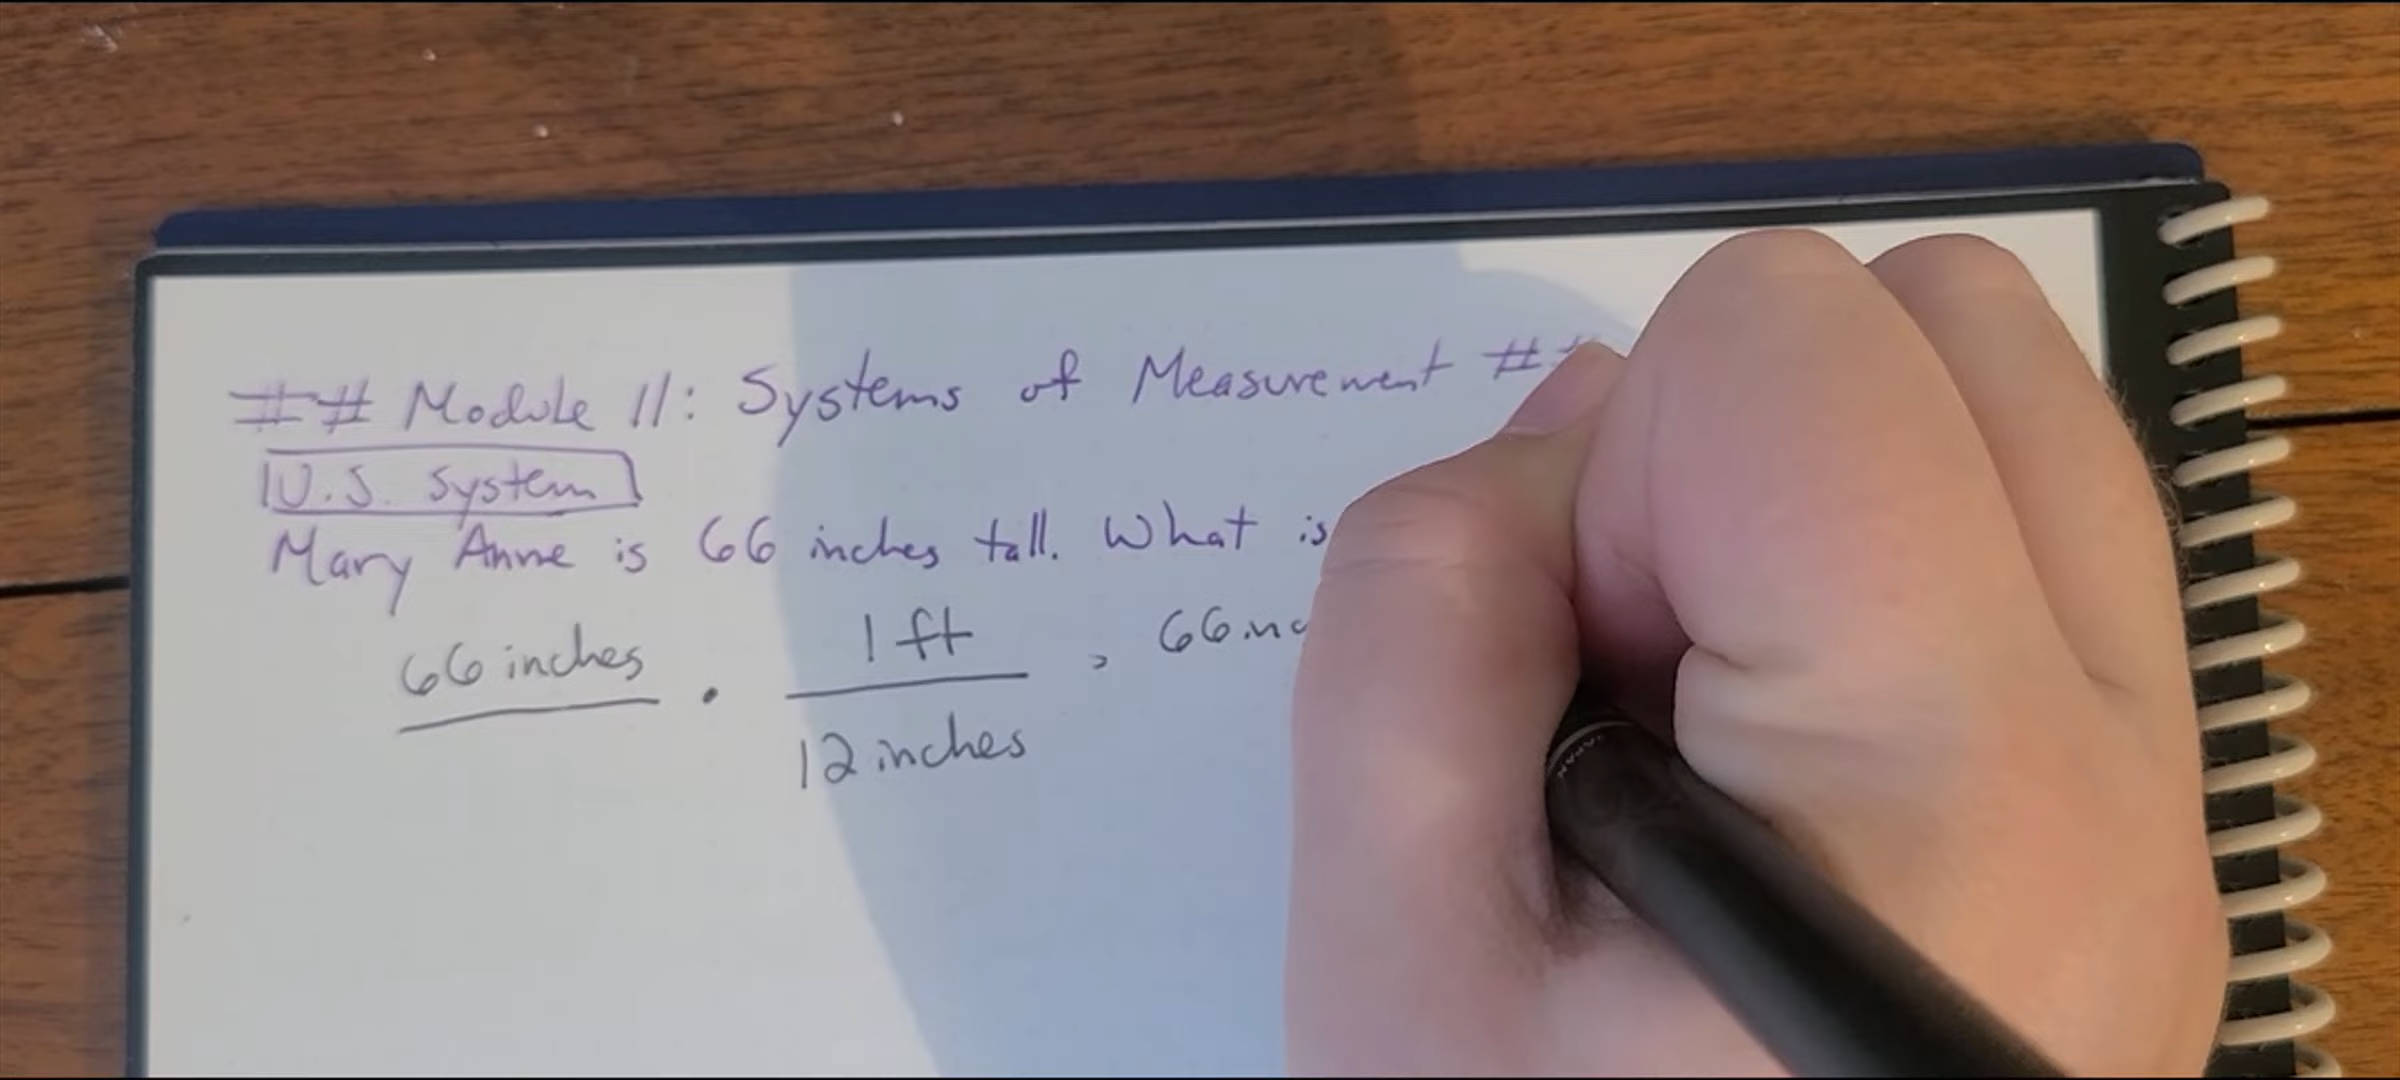 ## Module 11: Systems of Measurement #
U.S. System
Mary Anne is 66 inches tall. What is
66 inches · 1 ft , 66 inc
12 inches
JAPAN